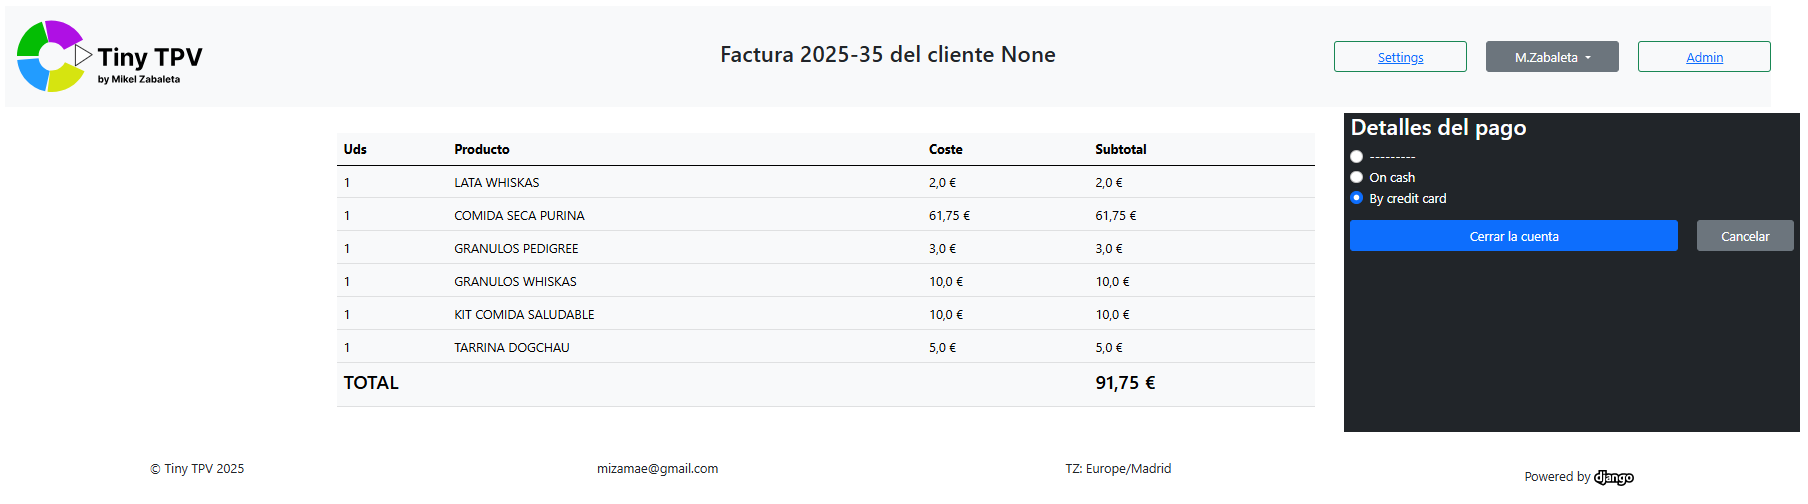 Tiny TPV
by Mikel Zabaleta
Factura 2025-35 del cliente None
Settings
M.Zabaleta
Admin
Uds Producto Coste Subtotal
1 LATA WHISKAS 2,0 € 2,0 €
1 COMIDA SECA PURINA 61,75 € 61,75 €
1 GRANULOS PEDIGREE 3,0 € 3,0 €
1 GRANULOS WHISKAS 10,0 € 10,0 €
1 KIT COMIDA SALUDABLE 10,0 € 10,0 €
1 TARRINA DOGCHAU 5,0 € 5,0 €
TOTAL 91,75 €
Detalles del pago
---------
On cash
By credit card
Cerrar la cuenta
Cancelar
© Tiny TPV 2025
mizamae@gmail.com
TZ: Europe/Madrid
Powered by django